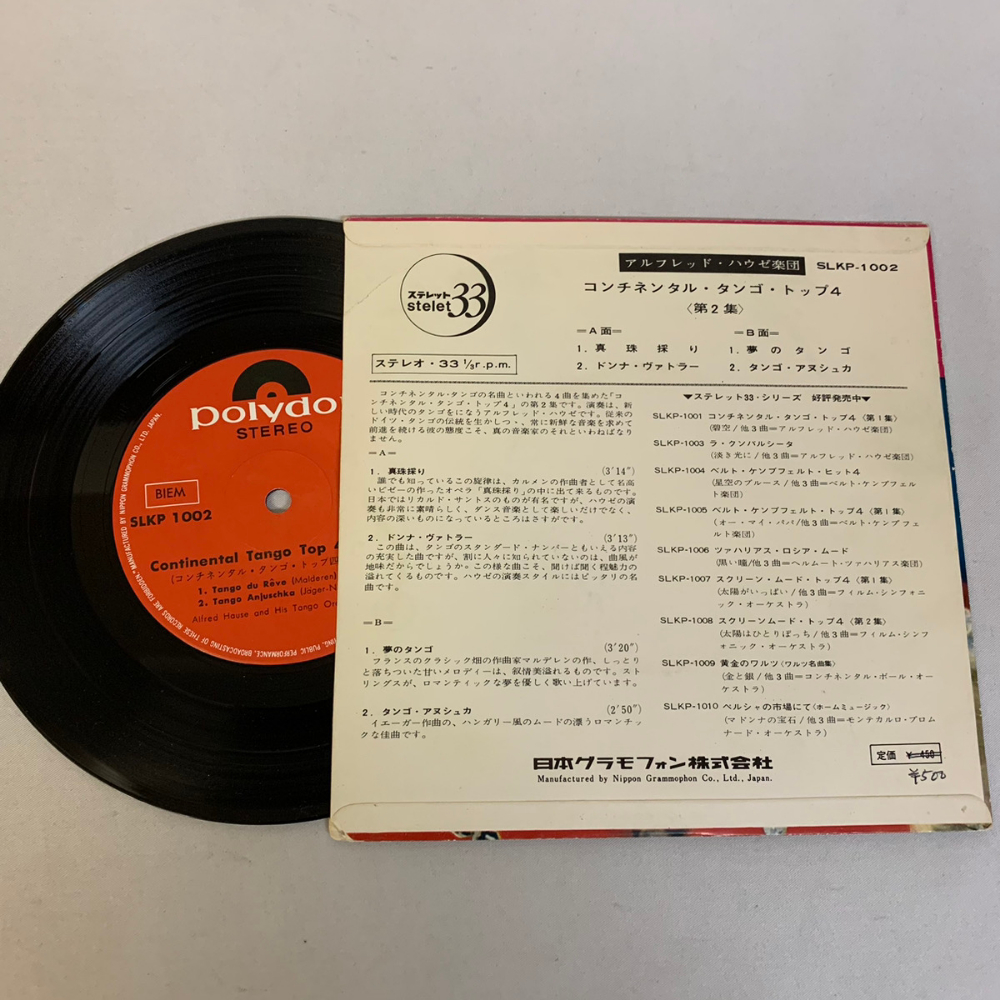 polydo
STEREO
BIEM
SLKP 1002
Continental Tango Top
(コンチネンタル・タンゴ・トップ四
1. Tango du Rêve (Malderen)
2. Tango Anjuschka (Jäger-N
Alfred Hause and His Tango Or
MANUFACTURED BY NIPPON GRAMMOPHON CO., LTD. JAPAN.
PUBLIC PERFORMANCE, BROADCASTING OF THESE RECORDS ARE FORBIDDEN
ステレット
stelet 33
ステレオ・33 1/3 r.p.m.
アルフレッド・ハウゼ楽団 SLKP-1002
コンチネンタル・タンゴ・トップ4
〈第2集〉
=A面=
1. 真珠採り
2. ドンナ・ヴァトラー
=B面=
1. 夢のタンゴ
2. タンゴ・アヌシュカ
コンチネンタル・タンゴの名曲といわれる4曲を集めた「コ
ンチネンタル・タンゴ・トップ4」の第2集です。演奏は、新
しい時代のタンゴをになうアルフレッド・ハウゼです。従来の
ドイツ・タンゴの伝統を生かしつゝ、常に新鮮な音楽を求めて
前進を続ける彼の態度こそ、真の音楽家のそれといわねばなり
ません。
=A=
1. 真珠採り (3'14")
誰でも知っているこの旋律は、カルメンの作曲者として名高
いビゼーの作ったオペラ「真珠採り」の中に出て来るものです。
日本ではリカルド・サントスのものが有名ですが、ハウゼの演
奏も非常に素晴らしく、ダンス音楽として楽しいだけでなく、
内容の深いものになっているところはさすがです。
2. ドンナ・ヴァトラー (3'13")
この曲は、タンゴのスタンダード・ナンバーともいえる内容
の充実した曲ですが、割に人々に知られていないのは、曲風が
地味だからでしょうか。この様な曲こそ、聞けば聞く程魅力の
溢れてくるものです。ハウゼの演奏スタイルにはピッタリの名
曲です。
=B=
1. 夢のタンゴ (3'20")
フランスのクラシック畑の作曲家マルデレンの作、しっとり
と落ちついた甘いメロディーは、叙情美溢れるものです。スト
リングスが、ロマンティックな夢を優しく歌い上げています。
2. タンゴ・アヌシュカ (2'50")
イエーガー作曲の、ハンガリー風のムードの漂うロマンチッ
クな佳曲です。
▼ステレット33・シリーズ 好評発売中▼
SLKP-1001 コンチネンタル・タンゴ・トップ4〈第1集〉
(碧空/他3曲=アルフレッド・ハウゼ楽団)
SLKP-1003 ラ・クンパルシータ
(淡き光に/他3曲=アルフレッド・ハウゼ楽団)
SLKP-1004 ベルト・ケンプフェルト・ヒット4
(星空のブルース/他3曲=ベルト・ケンプフェル
ト楽団)
SLKP-1005 ベルト・ケンプフェルト・トップ4〈第1集〉
(オー・マイ・パパ/他3曲=ベルト・ケンプフェ
ルト楽団)
SLKP-1006 ツァハリアス・ロシア・ムード
(黒い瞳/他3曲=ヘルムート・ツァハリアス楽団)
SLKP-1007 スクリーン・ムード・トップ4〈第1集〉
(太陽がいっぱい/他3曲=フィルム・シンフォニ
ック・オーケストラ)
SLKP-1008 スクリーンムード・トップ4〈第2集〉
(太陽はひとりぼっち/他3曲=フィルム・シンフ
ォニック・オーケストラ)
SLKP-1009 黄金のワルツ(ワルツ名曲集)
(金と銀/他3曲=コンチネンタル・ボール・オー
ケストラ)
SLKP-1010 ペルシャの市場にて〈ホームミュージック〉
(マドンナの宝石/他3曲=モンテカルロ・プロム
ナード・オーケストラ)
日本グラモフォン株式会社
Manufactured by Nippon Grammophon Co., Ltd., Japan.
定価 ¥450
¥500